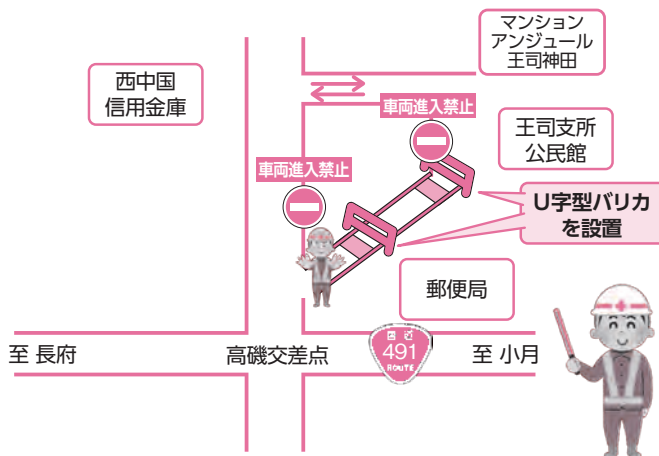 マンション
アンジュール
王司神田
西中国
信用金庫
車両進入禁止
王司支所
公民館
車両進入禁止
U字型バリカ
を設置
郵便局
国道
491
ROUTE
至 長府
高磯交差点
至 小月